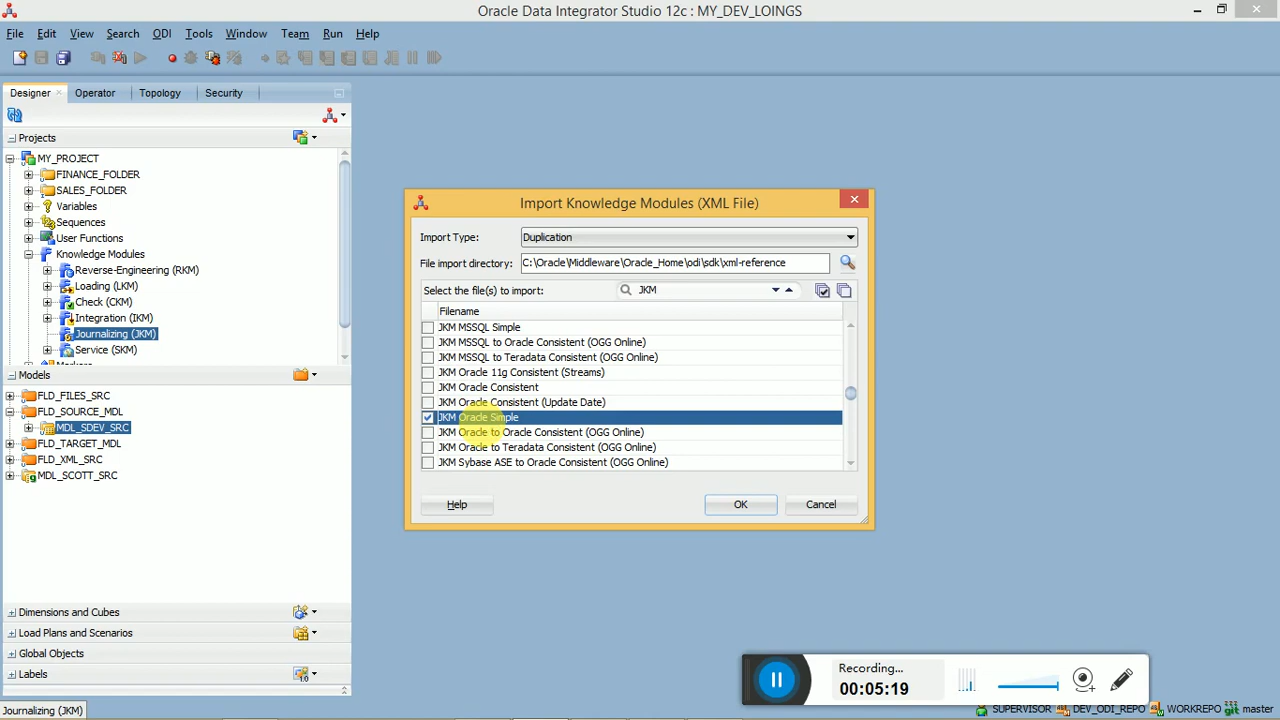 Oracle Data Integrator Studio 12c : MY_DEV_LOINGS
File Edit View Search ODI Tools Window Team Run Help
Designer Operator Topology Security
Projects
MY_PROJECT
FINANCE_FOLDER
SALES_FOLDER
Variables
Sequences
User Functions
Knowledge Modules
Reverse-Engineering (RKM)
Loading (LKM)
Check (CKM)
Integration (IKM)
Journalizing (JKM)
Service (SKM)
Markers
Models
FLD_FILES_SRC
FLD_SOURCE_MDL
MDL_SDEV_SRC
FLD_TARGET_MDL
FLD_XML_SRC
MDL_SCOTT_SRC
Dimensions and Cubes
Load Plans and Scenarios
Global Objects
Labels
Journalizing (JKM)
Import Knowledge Modules (XML File)
Import Type: Duplication
File import directory: C:\Oracle\Middleware\Oracle_Home\odi\sdk\xml-reference
Select the file(s) to import: JKM
Filename
JKM MSSQL Simple
JKM MSSQL to Oracle Consistent (OGG Online)
JKM MSSQL to Teradata Consistent (OGG Online)
JKM Oracle 11g Consistent (Streams)
JKM Oracle Consistent
JKM Oracle Consistent (Update Date)
JKM Oracle Simple
JKM Oracle to Oracle Consistent (OGG Online)
JKM Oracle to Teradata Consistent (OGG Online)
JKM Sybase ASE to Oracle Consistent (OGG Online)
Help OK Cancel
Recording...
00:05:19
SUPERVISOR DEV_ODI_REPO WORKREPO master